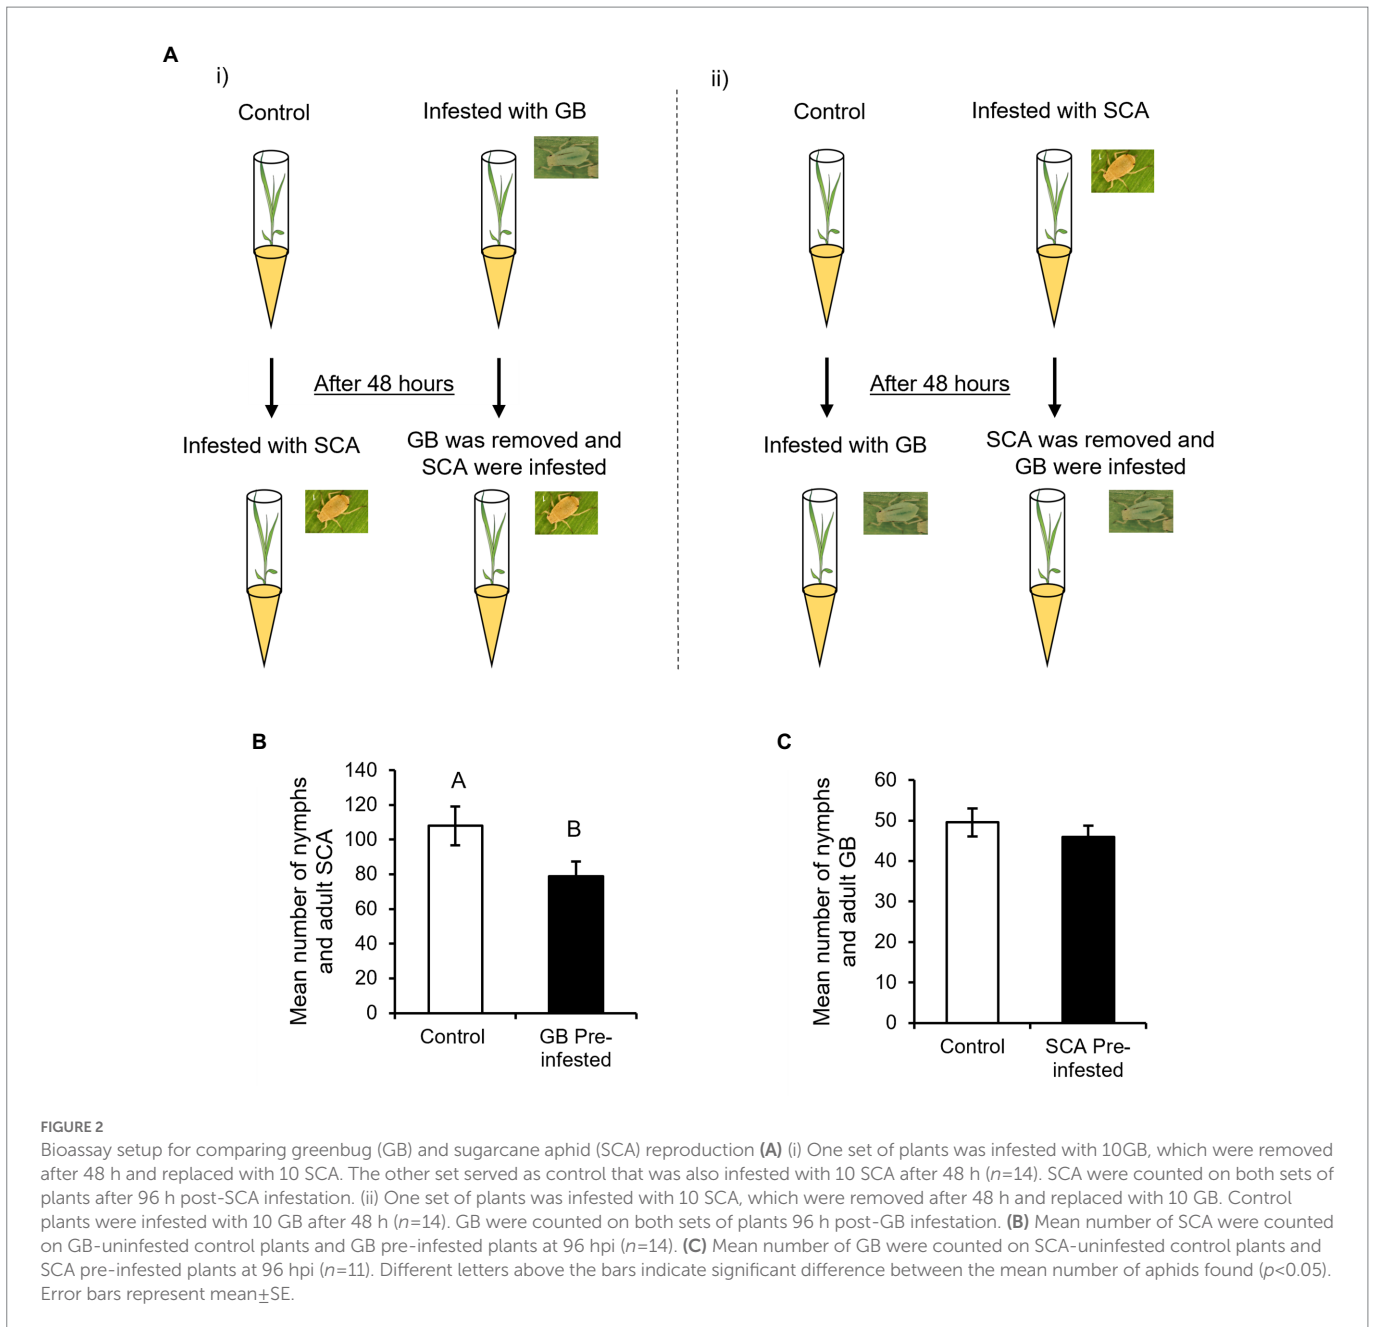 A
i)
Control
Infested with GB
After 48 hours
Infested with SCA
GB was removed and
SCA were infested
ii)
Control
Infested with SCA
After 48 hours
Infested with GB
SCA was removed and
GB were infested
B
Mean number of nymphs
and adult SCA
140
120
100
80
60
40
20
0
A
B
Control
GB Pre-
infested
C
Mean number of nymphs
and adult GB
60
50
40
30
20
10
0
Control
SCA Pre-
infested
FIGURE 2
Bioassay setup for comparing greenbug (GB) and sugarcane aphid (SCA) reproduction (A) (i) One set of plants was infested with 10GB, which were removed
after 48 h and replaced with 10 SCA. The other set served as control that was also infested with 10 SCA after 48 h (n=14). SCA were counted on both sets of
plants after 96 h post-SCA infestation. (ii) One set of plants was infested with 10 SCA, which were removed after 48 h and replaced with 10 GB. Control
plants were infested with 10 GB after 48 h (n=14). GB were counted on both sets of plants 96 h post-GB infestation. (B) Mean number of SCA were counted
on GB-uninfested control plants and GB pre-infested plants at 96 hpi (n=14). (C) Mean number of GB were counted on SCA-uninfested control plants and
SCA pre-infested plants at 96 hpi (n=11). Different letters above the bars indicate significant difference between the mean number of aphids found (p<0.05).
Error bars represent mean±SE.